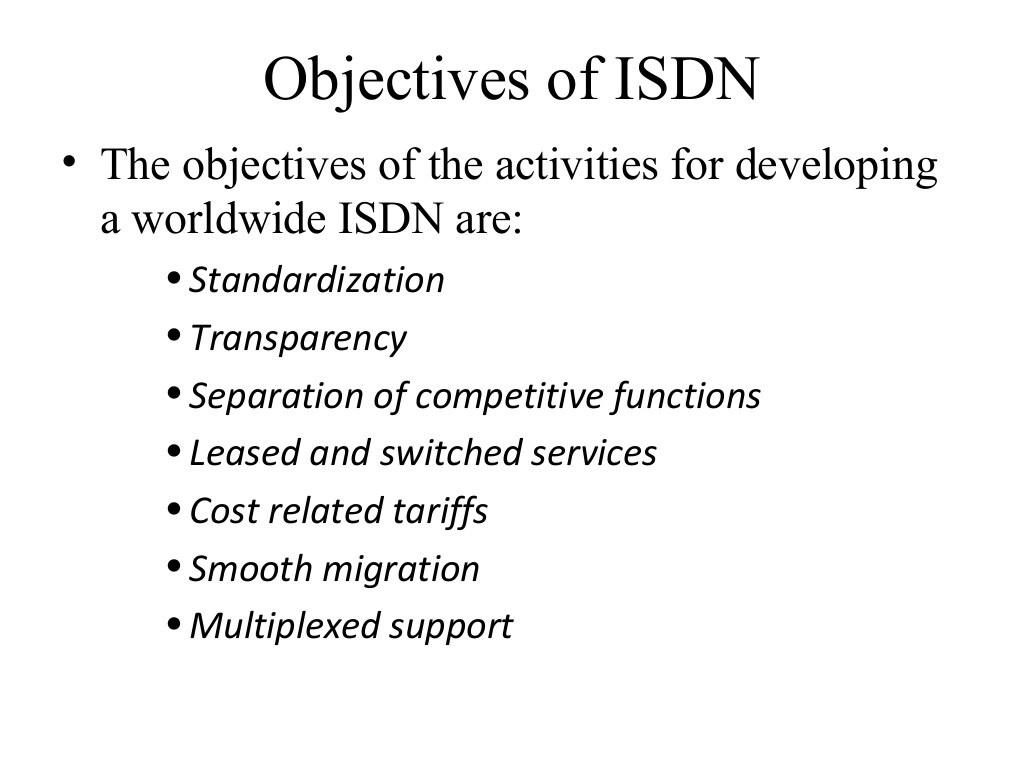 Objectives of ISDN
• The objectives of the activities for developing
a worldwide ISDN are:
• Standardization
• Transparency
• Separation of competitive functions
• Leased and switched services
• Cost related tariffs
• Smooth migration
• Multiplexed support